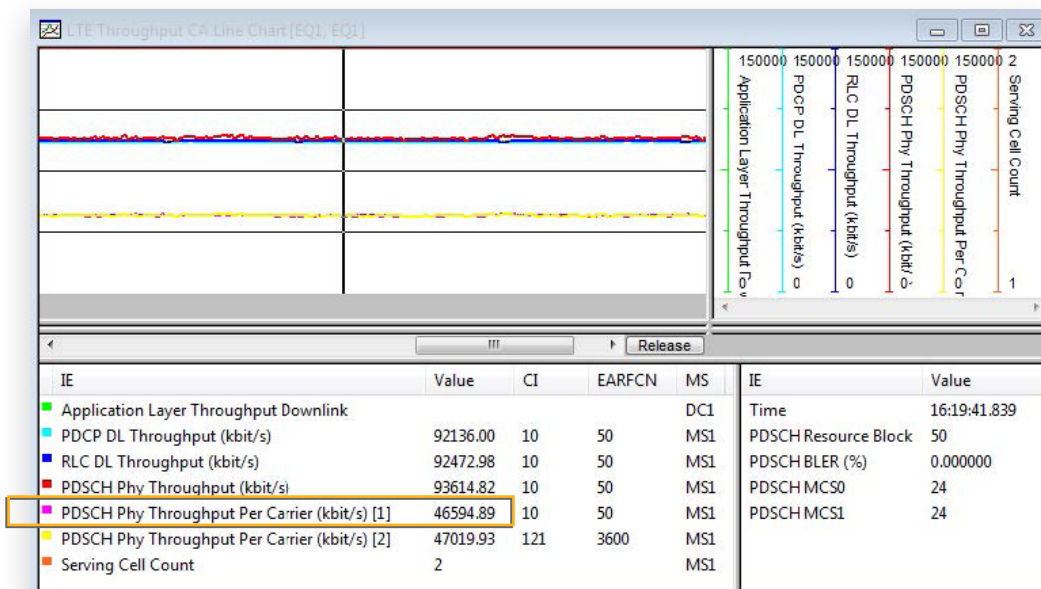 LTE Throughput CA Line Chart [EQ1, EQ1]
150000 150000 150000 150000 150000 2
Application Layer Throughput Dow
PDCP DL Throughput (kbit/s) 0
RLC DL Throughput (kbit/s) 0
PDSCH Phy Throughput (kbit/ 0
PDSCH Phy Throughput Per Car 0
Serving Cell Count 1
Release
IE Value CI EARFCN MS
Application Layer Throughput Downlink DC1
PDCP DL Throughput (kbit/s) 92136.00 10 50 MS1
RLC DL Throughput (kbit/s) 92472.98 10 50 MS1
PDSCH Phy Throughput (kbit/s) 93614.82 10 50 MS1
PDSCH Phy Throughput Per Carrier (kbit/s) [1] 46594.89 10 50 MS1
PDSCH Phy Throughput Per Carrier (kbit/s) [2] 47019.93 121 3600 MS1
Serving Cell Count 2 MS1
IE Value
Time 16:19:41.839
PDSCH Resource Block 50
PDSCH BLER (%) 0.000000
PDSCH MCS0 24
PDSCH MCS1 24